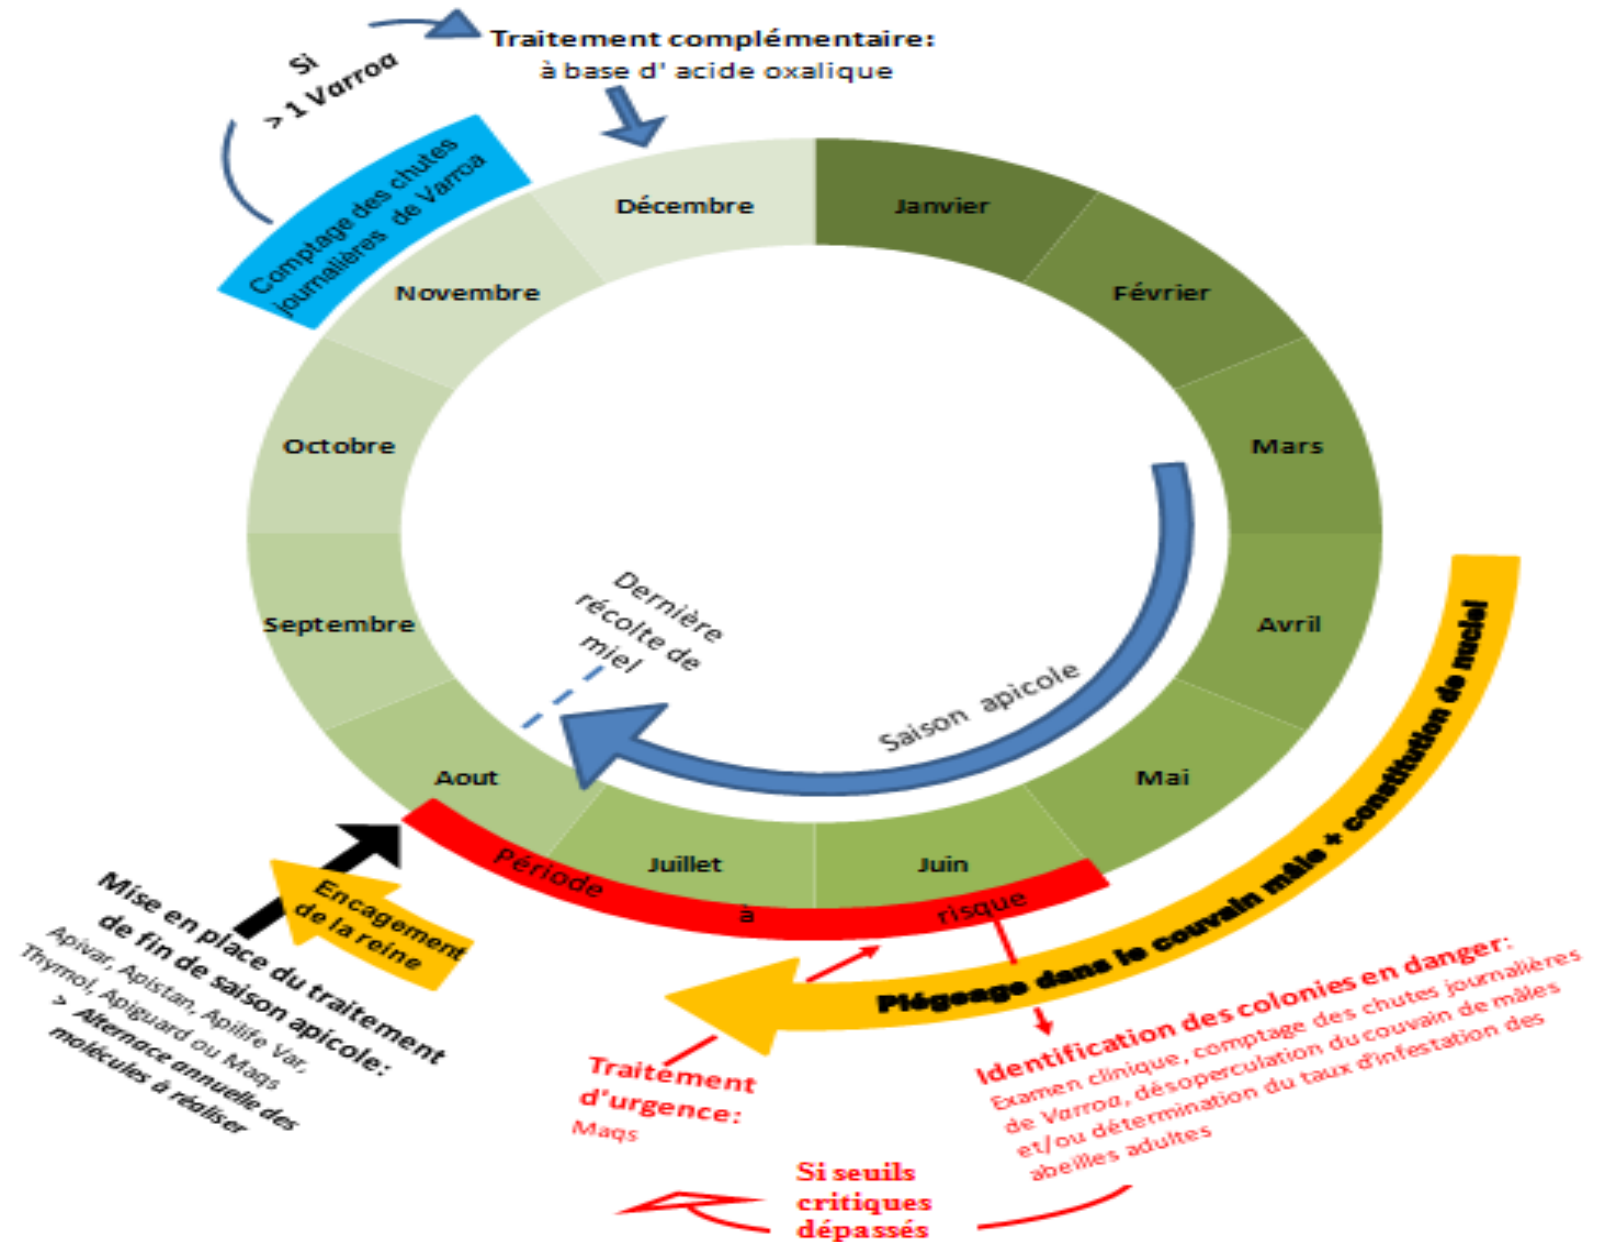 Si
> 1 Varroa
Traitement complémentaire:
à base d' acide oxalique
Comptage des chutes
journalières de Varroa
Décembre
Janvier
Février
Mars
Avril
Mai
Juin
Juillet
Aout
Septembre
Octobre
Novembre
Dernière
récolte de
miel
Saison apicole
Période à risque
Piégeage dans le couvain mâle + constitution de nuclei
Encagement
de la reine
Mise en place du traitement
de fin de saison apicole:
Apivar, Apistan, Apilife Var,
Thymol, Apiguard ou Maqs
> Alternace annuelle des
molécules à réaliser
Traitement
d'urgence:
Maqs
Identification des colonies en danger:
Examen clinique, comptage des chutes journalières
de Varroa, désoperculation du couvain de mâles
et/ou détermination du taux d'infestation des
abeilles adultes
Si seuils
critiques
dépassés